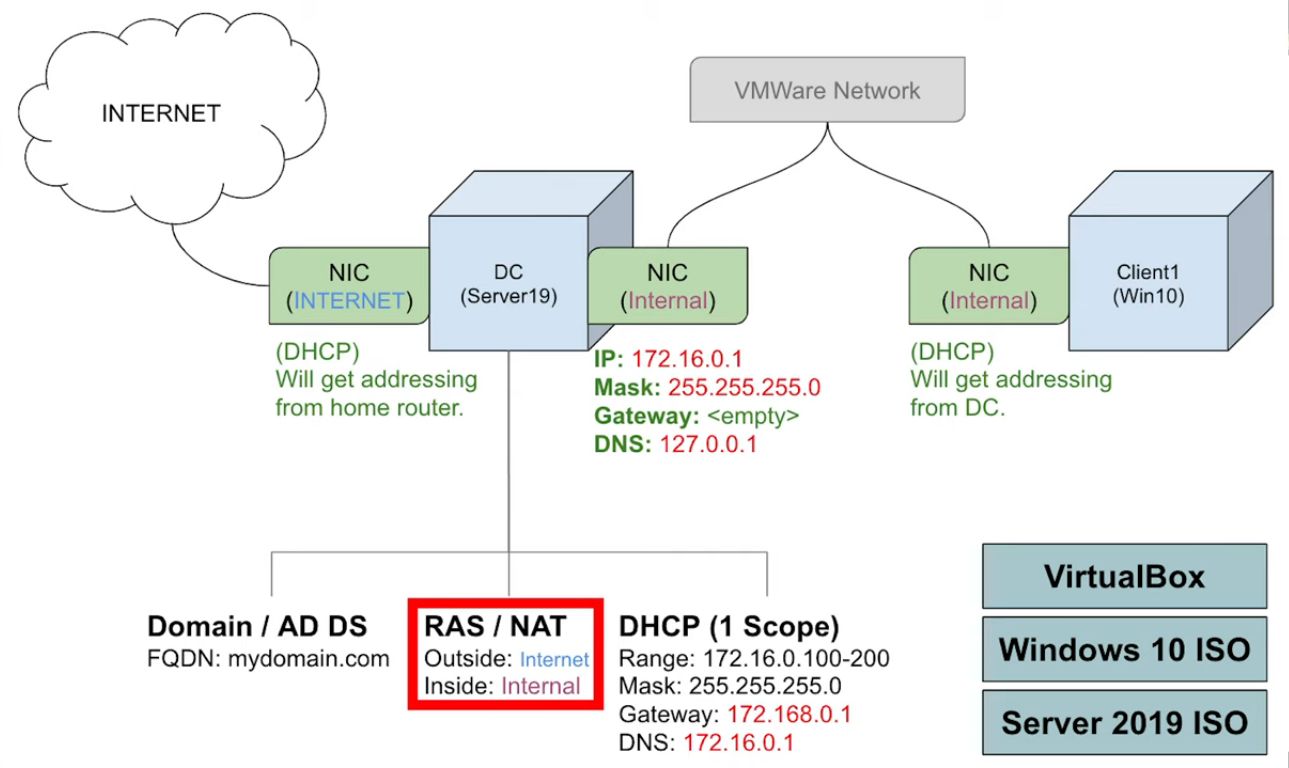 INTERNET
VMWare Network
NIC
(INTERNET)
DC
(Server19)
NIC
(Internal)
NIC
(Internal)
Client1
(Win10)
(DHCP)
Will get addressing
from home router.
IP: 172.16.0.1
Mask: 255.255.255.0
Gateway: <empty>
DNS: 127.0.0.1
(DHCP)
Will get addressing
from DC.
Domain / AD DS
FQDN: mydomain.com
RAS / NAT
Outside: Internet
Inside: Internal
DHCP (1 Scope)
Range: 172.16.0.100-200
Mask: 255.255.255.0
Gateway: 172.168.0.1
DNS: 172.16.0.1
VirtualBox
Windows 10 ISO
Server 2019 ISO